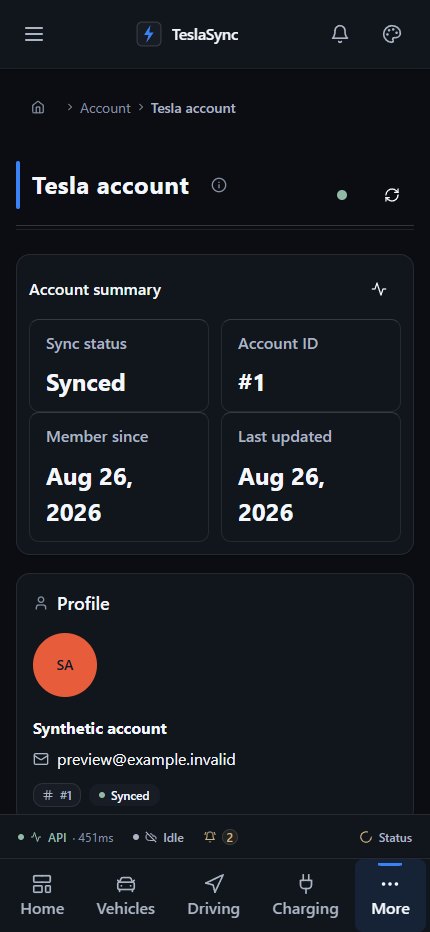 TeslaSync
Account Tesla account
Tesla account
Account summary
Sync status
Synced
Account ID
#1
Member since
Aug 26,
2026
Last updated
Aug 26,
2026
Profile
SA
Synthetic account
preview@example.invalid
#1 Synced
API · 451ms Idle 2 Status
Home Vehicles Driving Charging More